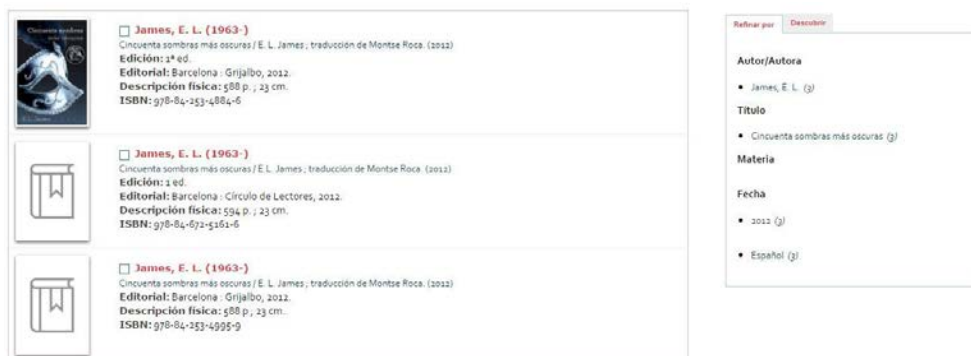 Cincuenta sombras
James, E. L. (1963-)
Cincuenta sombras más oscuras / E. L. James ; traducción de Montse Roca. (2012)
Edición: 1ª ed.
Editorial: Barcelona : Grijalbo, 2012.
Descripción física: 588 p. ; 23 cm.
ISBN: 978-84-253-4884-6
James, E. L. (1963-)
Cincuenta sombras más oscuras / E.L. James ; traducción de Montse Roca. (2012)
Edición: 1 ed.
Editorial: Barcelona : Círculo de Lectores, 2012.
Descripción física: 594 p. ; 23 cm.
ISBN: 978-84-672-5161-6
James, E. L. (1963-)
Cincuenta sombras más oscuras / E. L. James ; traducción de Montse Roca. (2012)
Editorial: Barcelona : Grijalbo, 2012.
Descripción física: 588 p ; 23 cm.
ISBN: 978-84-253-4995-9
Refinar por Descubrir
Autor/Autora
James, E. L. (3)
Título
Cincuenta sombras más oscuras (3)
Materia
Fecha
2012 (3)
Español (3)